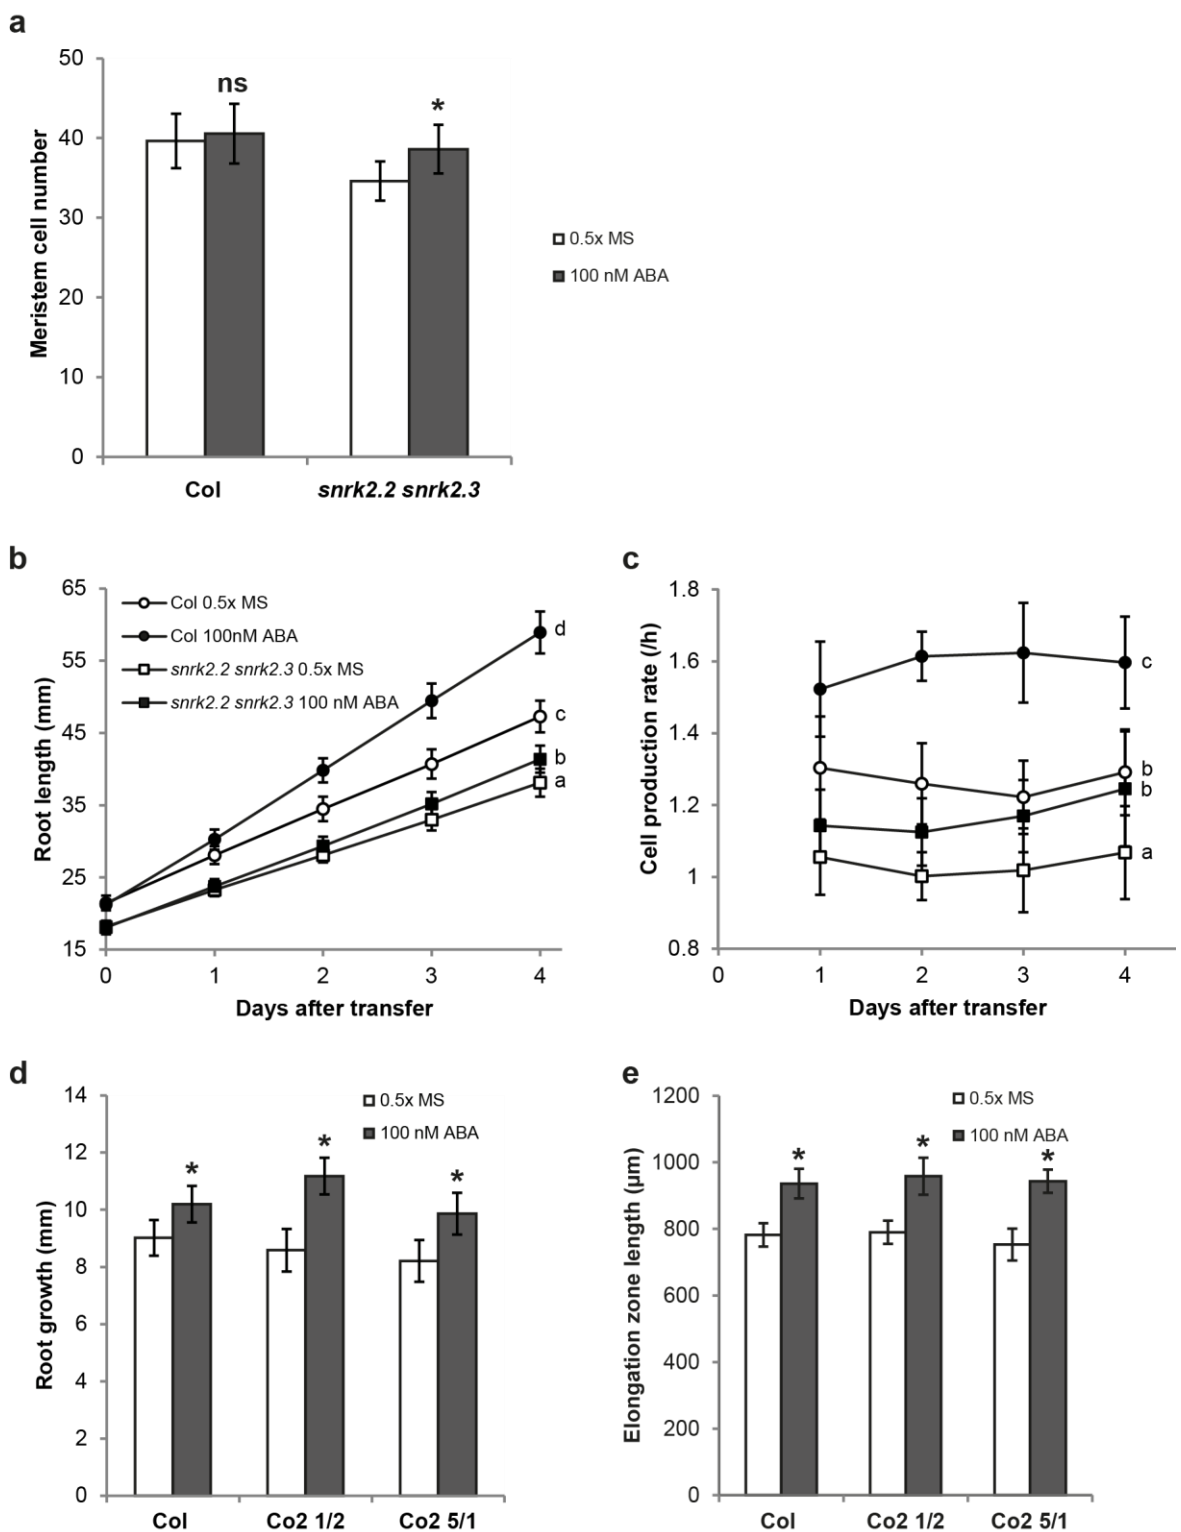 a
50
40
30
20
10
0
Meristem cell number
ns
*
Col
snrk2.2 snrk2.3
0.5x MS
100 nM ABA
b
65
55
45
35
25
15
Root length (mm)
Col 0.5x MS
Col 100nM ABA
snrk2.2 snrk2.3 0.5x MS
snrk2.2 snrk2.3 100 nM ABA
d
c
b
a
0 1 2 3 4
Days after transfer
c
1.8
1.6
1.4
1.2
1
0.8
Cell production rate (/h)
c
b
b
a
0 1 2 3 4
Days after transfer
d
14
12
10
8
6
4
2
0
Root growth (mm)
0.5x MS
100 nM ABA
* * *
Col Co2 1/2 Co2 5/1
e
1200
1000
800
600
400
200
0
Elongation zone length (µm)
0.5x MS
100 nM ABA
* * *
Col Co2 1/2 Co2 5/1